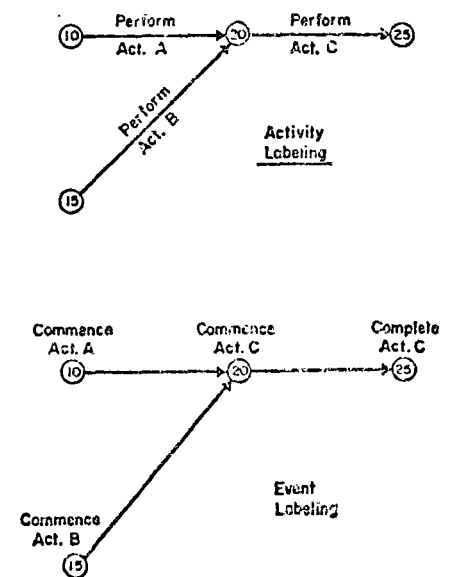 Perform Perform
10 Act. A 20 Act. C 25
Perform
Act. B
15
Activity
Labeling
Commence Commence Complete
Act. A Act. C Act. C
10 20 25
Event
Labeling
Commence
Act. B
15